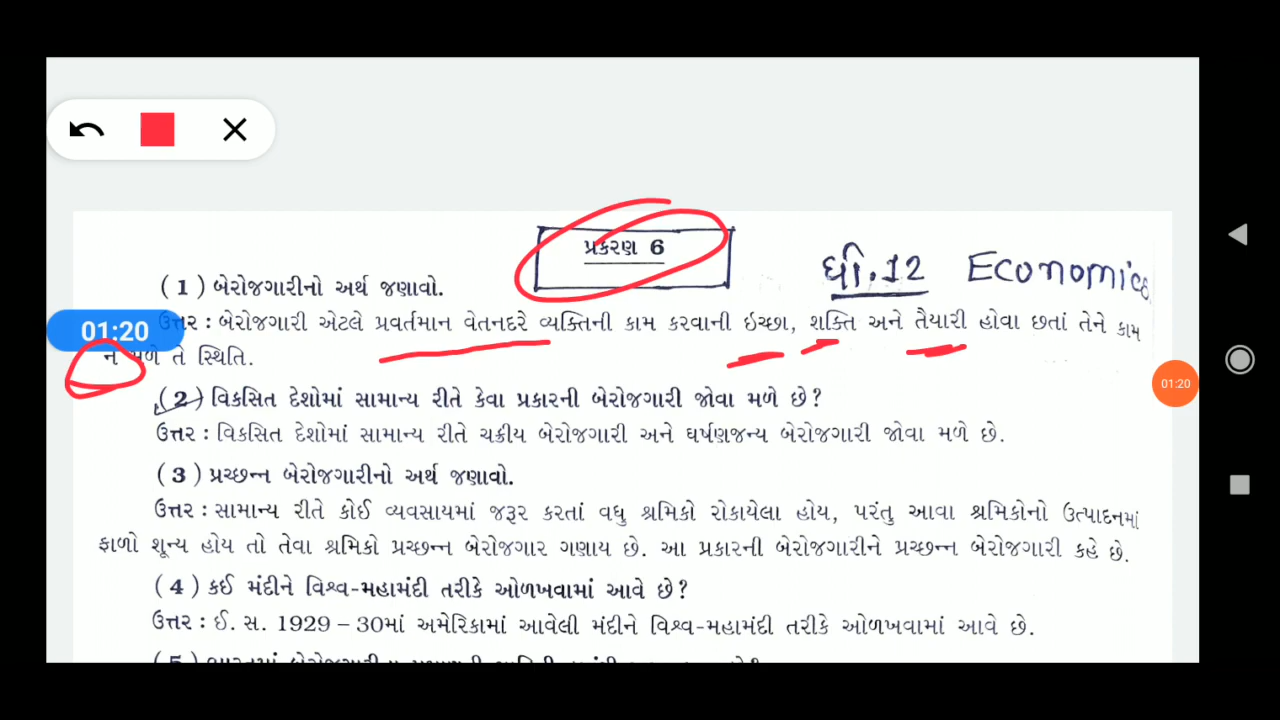 પ્રકરણ 6
ધો.12 Economics
(1) બેરોજગારીનો અર્થ જણાવો.
ઉત્તર : બેરોજગારી એટલે પ્રવર્તમાન વેતનદરે વ્યક્તિની કામ કરવાની ઇચ્છા, શક્તિ અને તૈયારી હોવા છતાં તેને કામ
01:20
ન મળે તે સ્થિતિ.
01:20
(2) વિકસિત દેશોમાં સામાન્ય રીતે કેવા પ્રકારની બેરોજગારી જોવા મળે છે?
ઉત્તર : વિકસિત દેશોમાં સામાન્ય રીતે ચક્રીય બેરોજગારી અને ઘર્ષણજન્ય બેરોજગારી જોવા મળે છે.
(3) પ્રચ્છન્ન બેરોજગારીનો અર્થ જણાવો.
ઉત્તર : સામાન્ય રીતે કોઈ વ્યવસાયમાં જરૂર કરતાં વધુ શ્રમિકો રોકાયેલા હોય, પરંતુ આવા શ્રમિકોનો ઉત્પાદનમાં
ફાળો શૂન્ય હોય તો તેવા શ્રમિકો પ્રચ્છન્ન બેરોજગાર ગણાય છે. આ પ્રકારની બેરોજગારીને પ્રચ્છન્ન બેરોજગારી કહે છે.
(4) કઈ મંદીને વિશ્વ-મહામંદી તરીકે ઓળખવામાં આવે છે?
ઉત્તર : ઈ. સ. 1929 – 30માં અમેરિકામાં આવેલી મંદીને વિશ્વ-મહામંદી તરીકે ઓળખવામાં આવે છે.